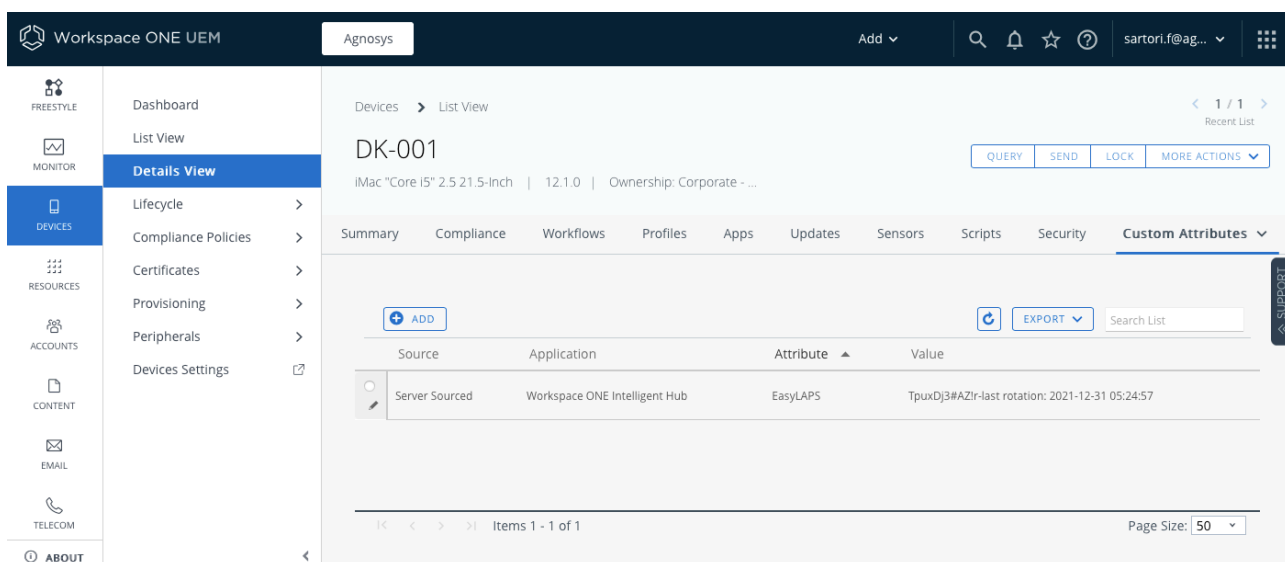 Workspace ONE UEM
Agnosys
Add
sartori.f@ag...
FREESTYLE
MONITOR
DEVICES
RESOURCES
ACCOUNTS
CONTENT
EMAIL
TELECOM
ABOUT
Dashboard
List View
Details View
Lifecycle
Compliance Policies
Certificates
Provisioning
Peripherals
Devices Settings
Devices > List View
1 / 1
Recent List
DK-001
QUERY SEND LOCK MORE ACTIONS
iMac "Core i5" 2.5 21.5-Inch | 12.1.0 | Ownership: Corporate - ...
Summary Compliance Workflows Profiles Apps Updates Sensors Scripts Security Custom Attributes
SUPPORT
ADD EXPORT Search List
Source Application Attribute Value
Server Sourced Workspace ONE Intelligent Hub EasyLAPS TpuxDj3#AZ!r-last rotation: 2021-12-31 05:24:57
Items 1 - 1 of 1 Page Size: 50